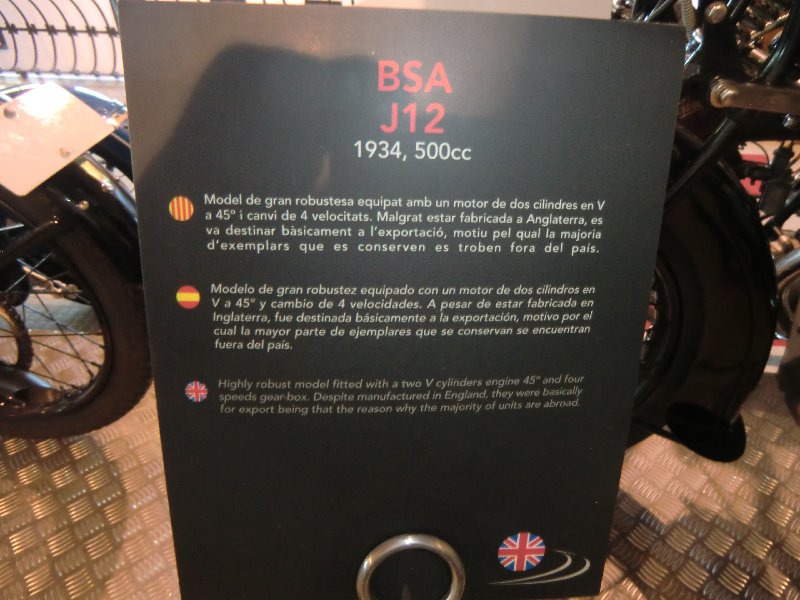 BSA
J12
1934, 500cc
Model de gran robustesa equipat amb un motor de dos cilindres en V
a 45º i canvi de 4 velocitats. Malgrat estar fabricada a Anglaterra, es
va destinar bàsicament a l'exportació, motiu pel qual la majoria
d'exemplars que es conserven es troben fora del país.
Modelo de gran robustez equipado con un motor de dos cilindros en
V a 45º y cambio de 4 velocidades. A pesar de estar fabricada en
Inglaterra, fue destinada básicamente a la exportación, motivo por el
cual la mayor parte de ejemplares que se conservan se encuentran
fuera del país.
Highly robust model fitted with a two V cylinders engine 45º and four
speeds gear-box. Despite manufactured in England, they were basically
for export being that the reason why the majority of units are abroad.